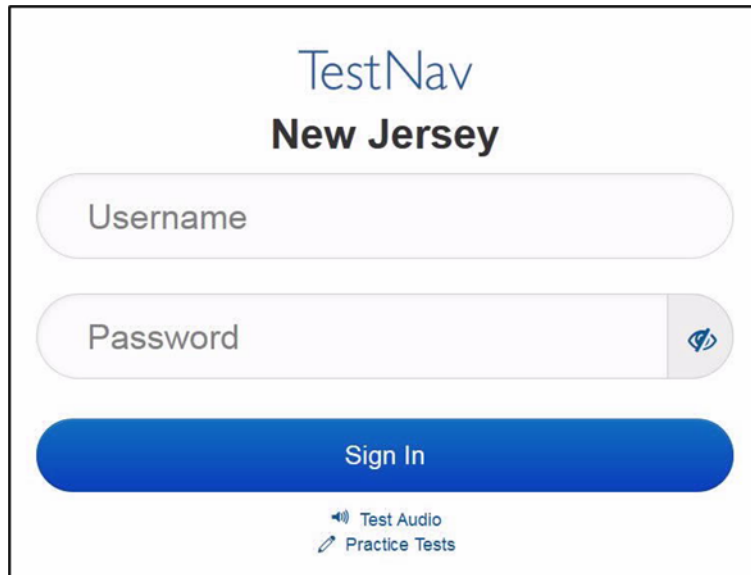 TestNav
New Jersey
Username
Password
Sign In
Test Audio
Practice Tests